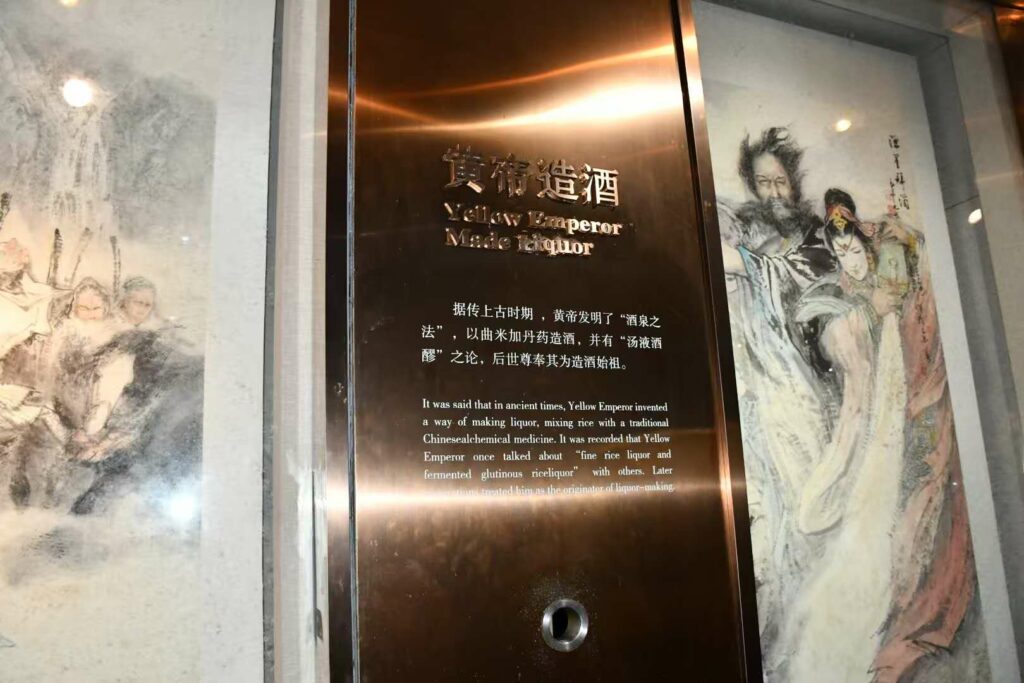 黄帝造酒
Yellow Emperor
Made Liquor
据传上古时期，黄帝发明了“酒泉之
法”，以曲米加丹药造酒，并有“汤液酒
醪”之论，后世尊奉其为造酒始祖。
It was said that in ancient times, Yellow Emperor invented
a way of making liquor, mixing rice with a traditional
Chinesealchemical medicine. It was recorded that Yellow
Emperor once talked about “fine rice liquor and
fermented glutinous riceliquor” with others. Later
treated him as the originator of liquor-making.